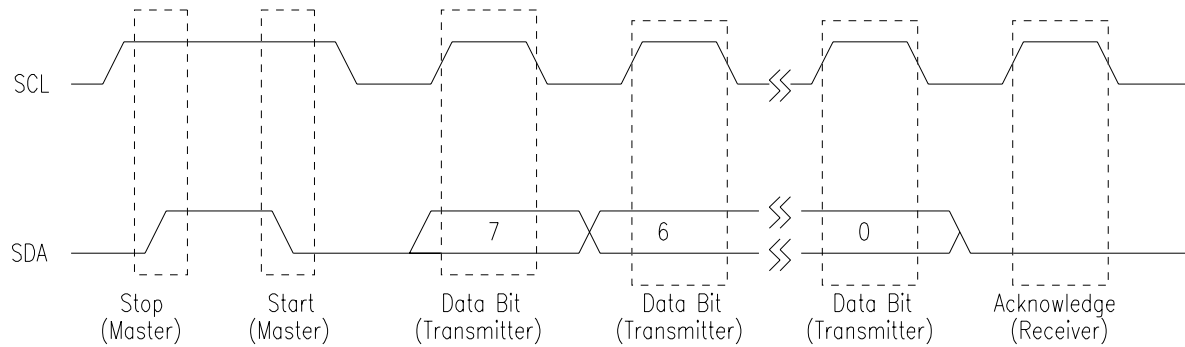 SCL
SDA
7
6
0
Stop
(Master)
Start
(Master)
Data Bit
(Transmitter)
Data Bit
(Transmitter)
Data Bit
(Transmitter)
Acknowledge
(Receiver)